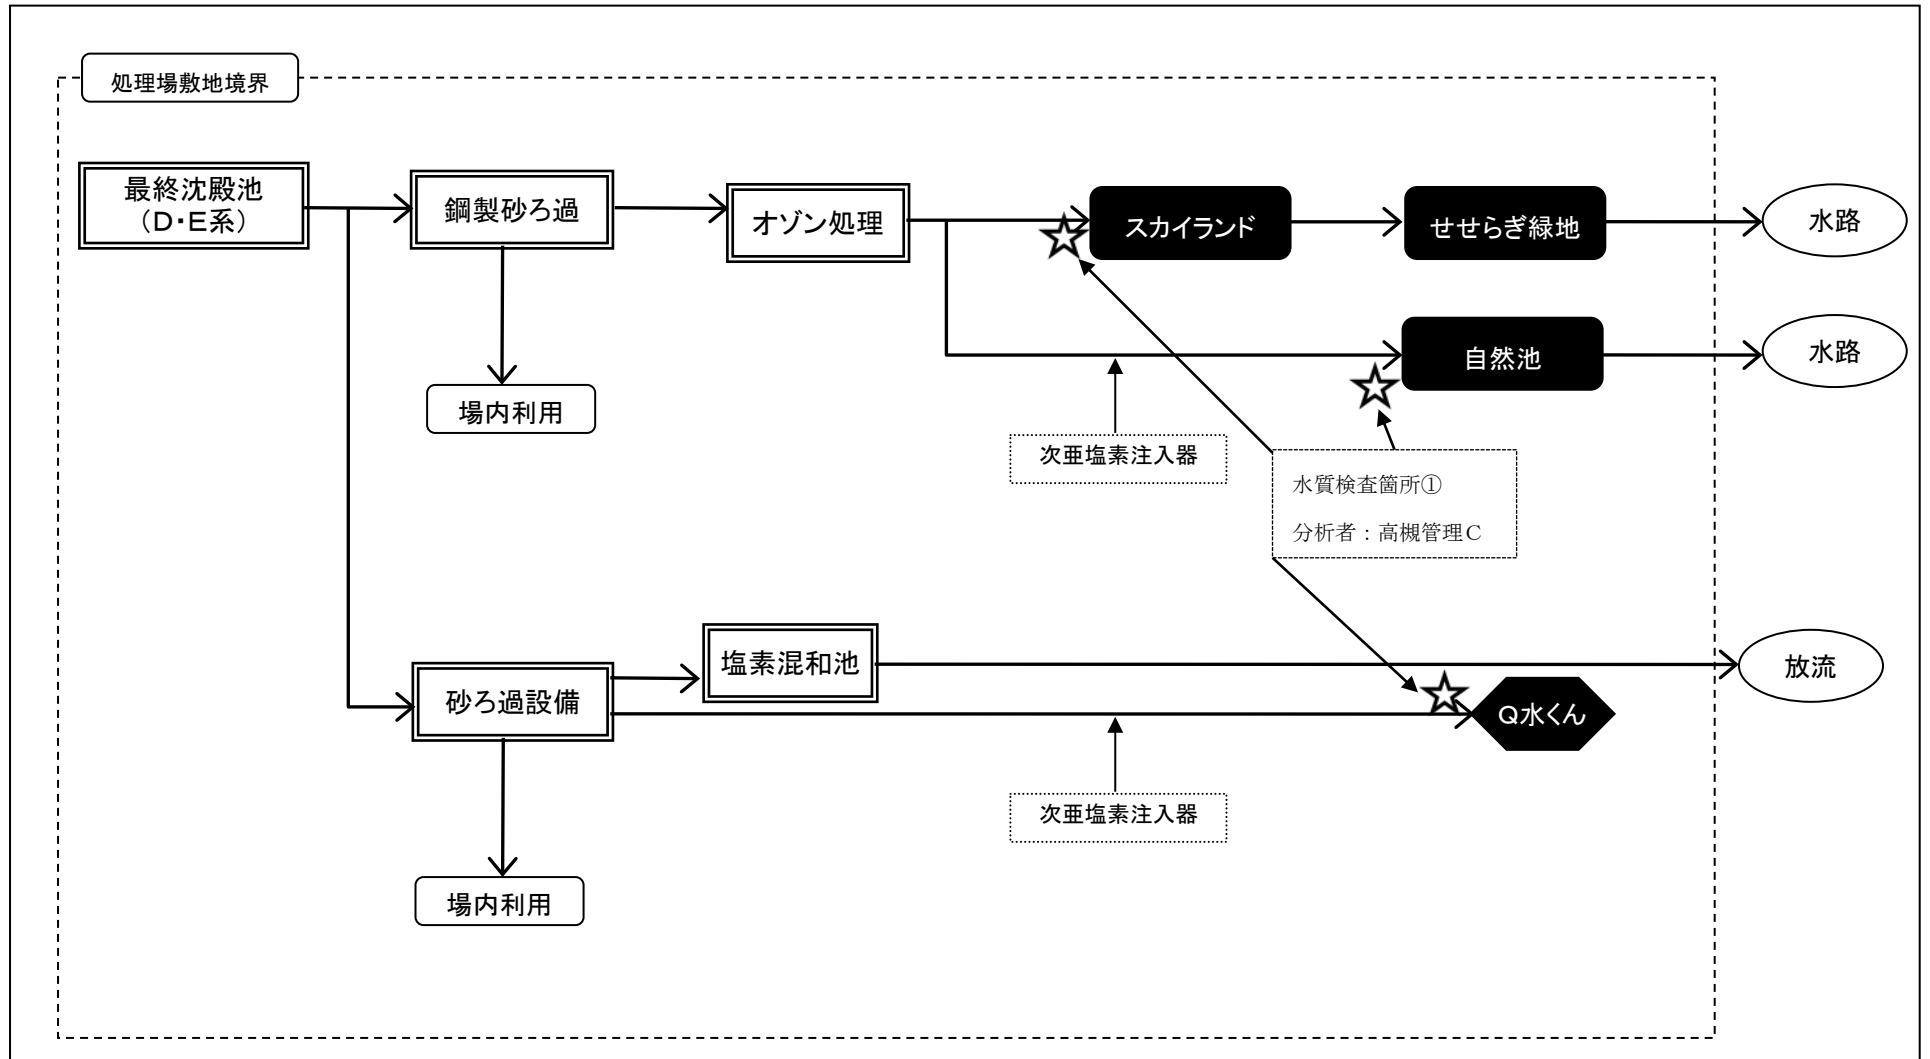 処理場敷地境界
最終沈殿池
（D・E系）
鋼製砂ろ過
オゾン処理
スカイランド
せせらぎ緑地
水路
自然池
水路
場内利用
次亜塩素注入器
水質検査箇所①
分析者：高槻管理C
塩素混和池
放流
砂ろ過設備
Q水くん
次亜塩素注入器
場内利用